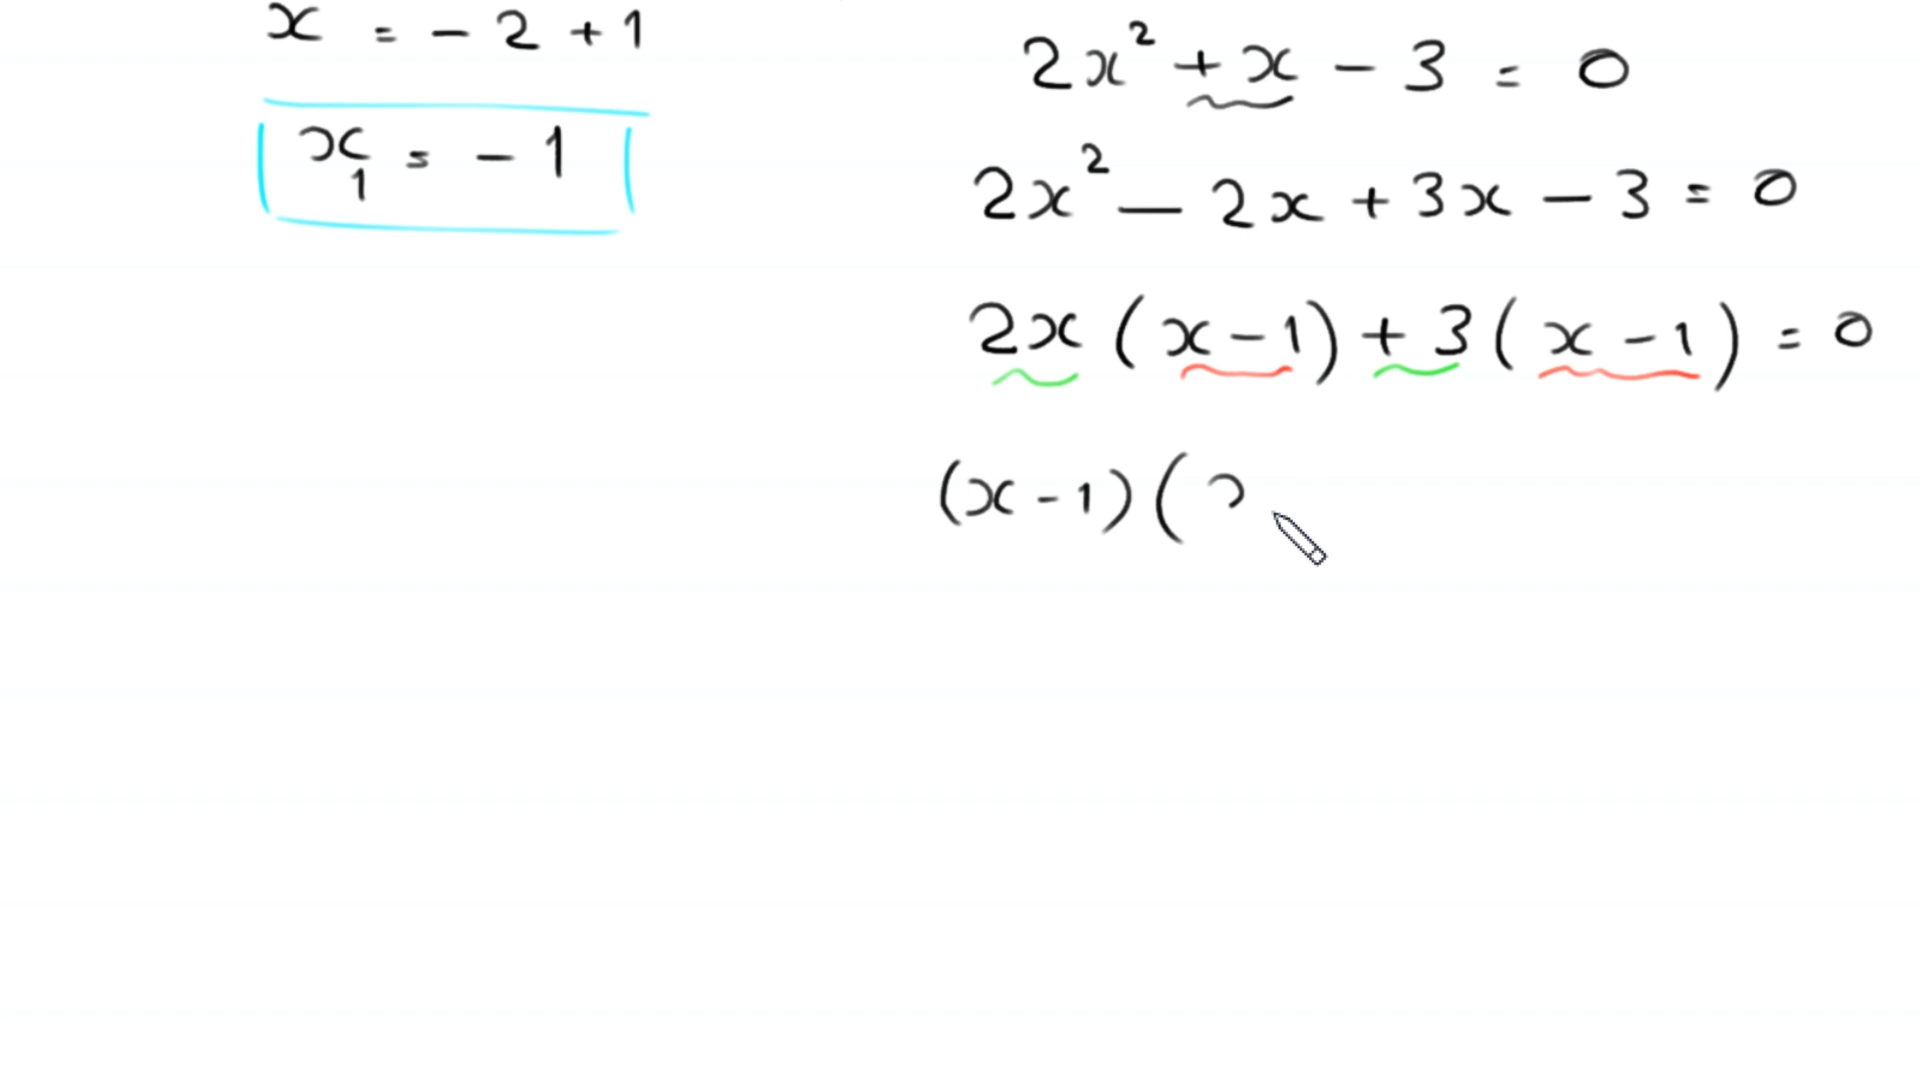 x = - 2 + 1
x₁ = - 1
2x² + x - 3 = 0
2x² - 2x + 3x - 3 = 0
2x (x - 1) + 3 (x - 1) = 0
(x - 1) (